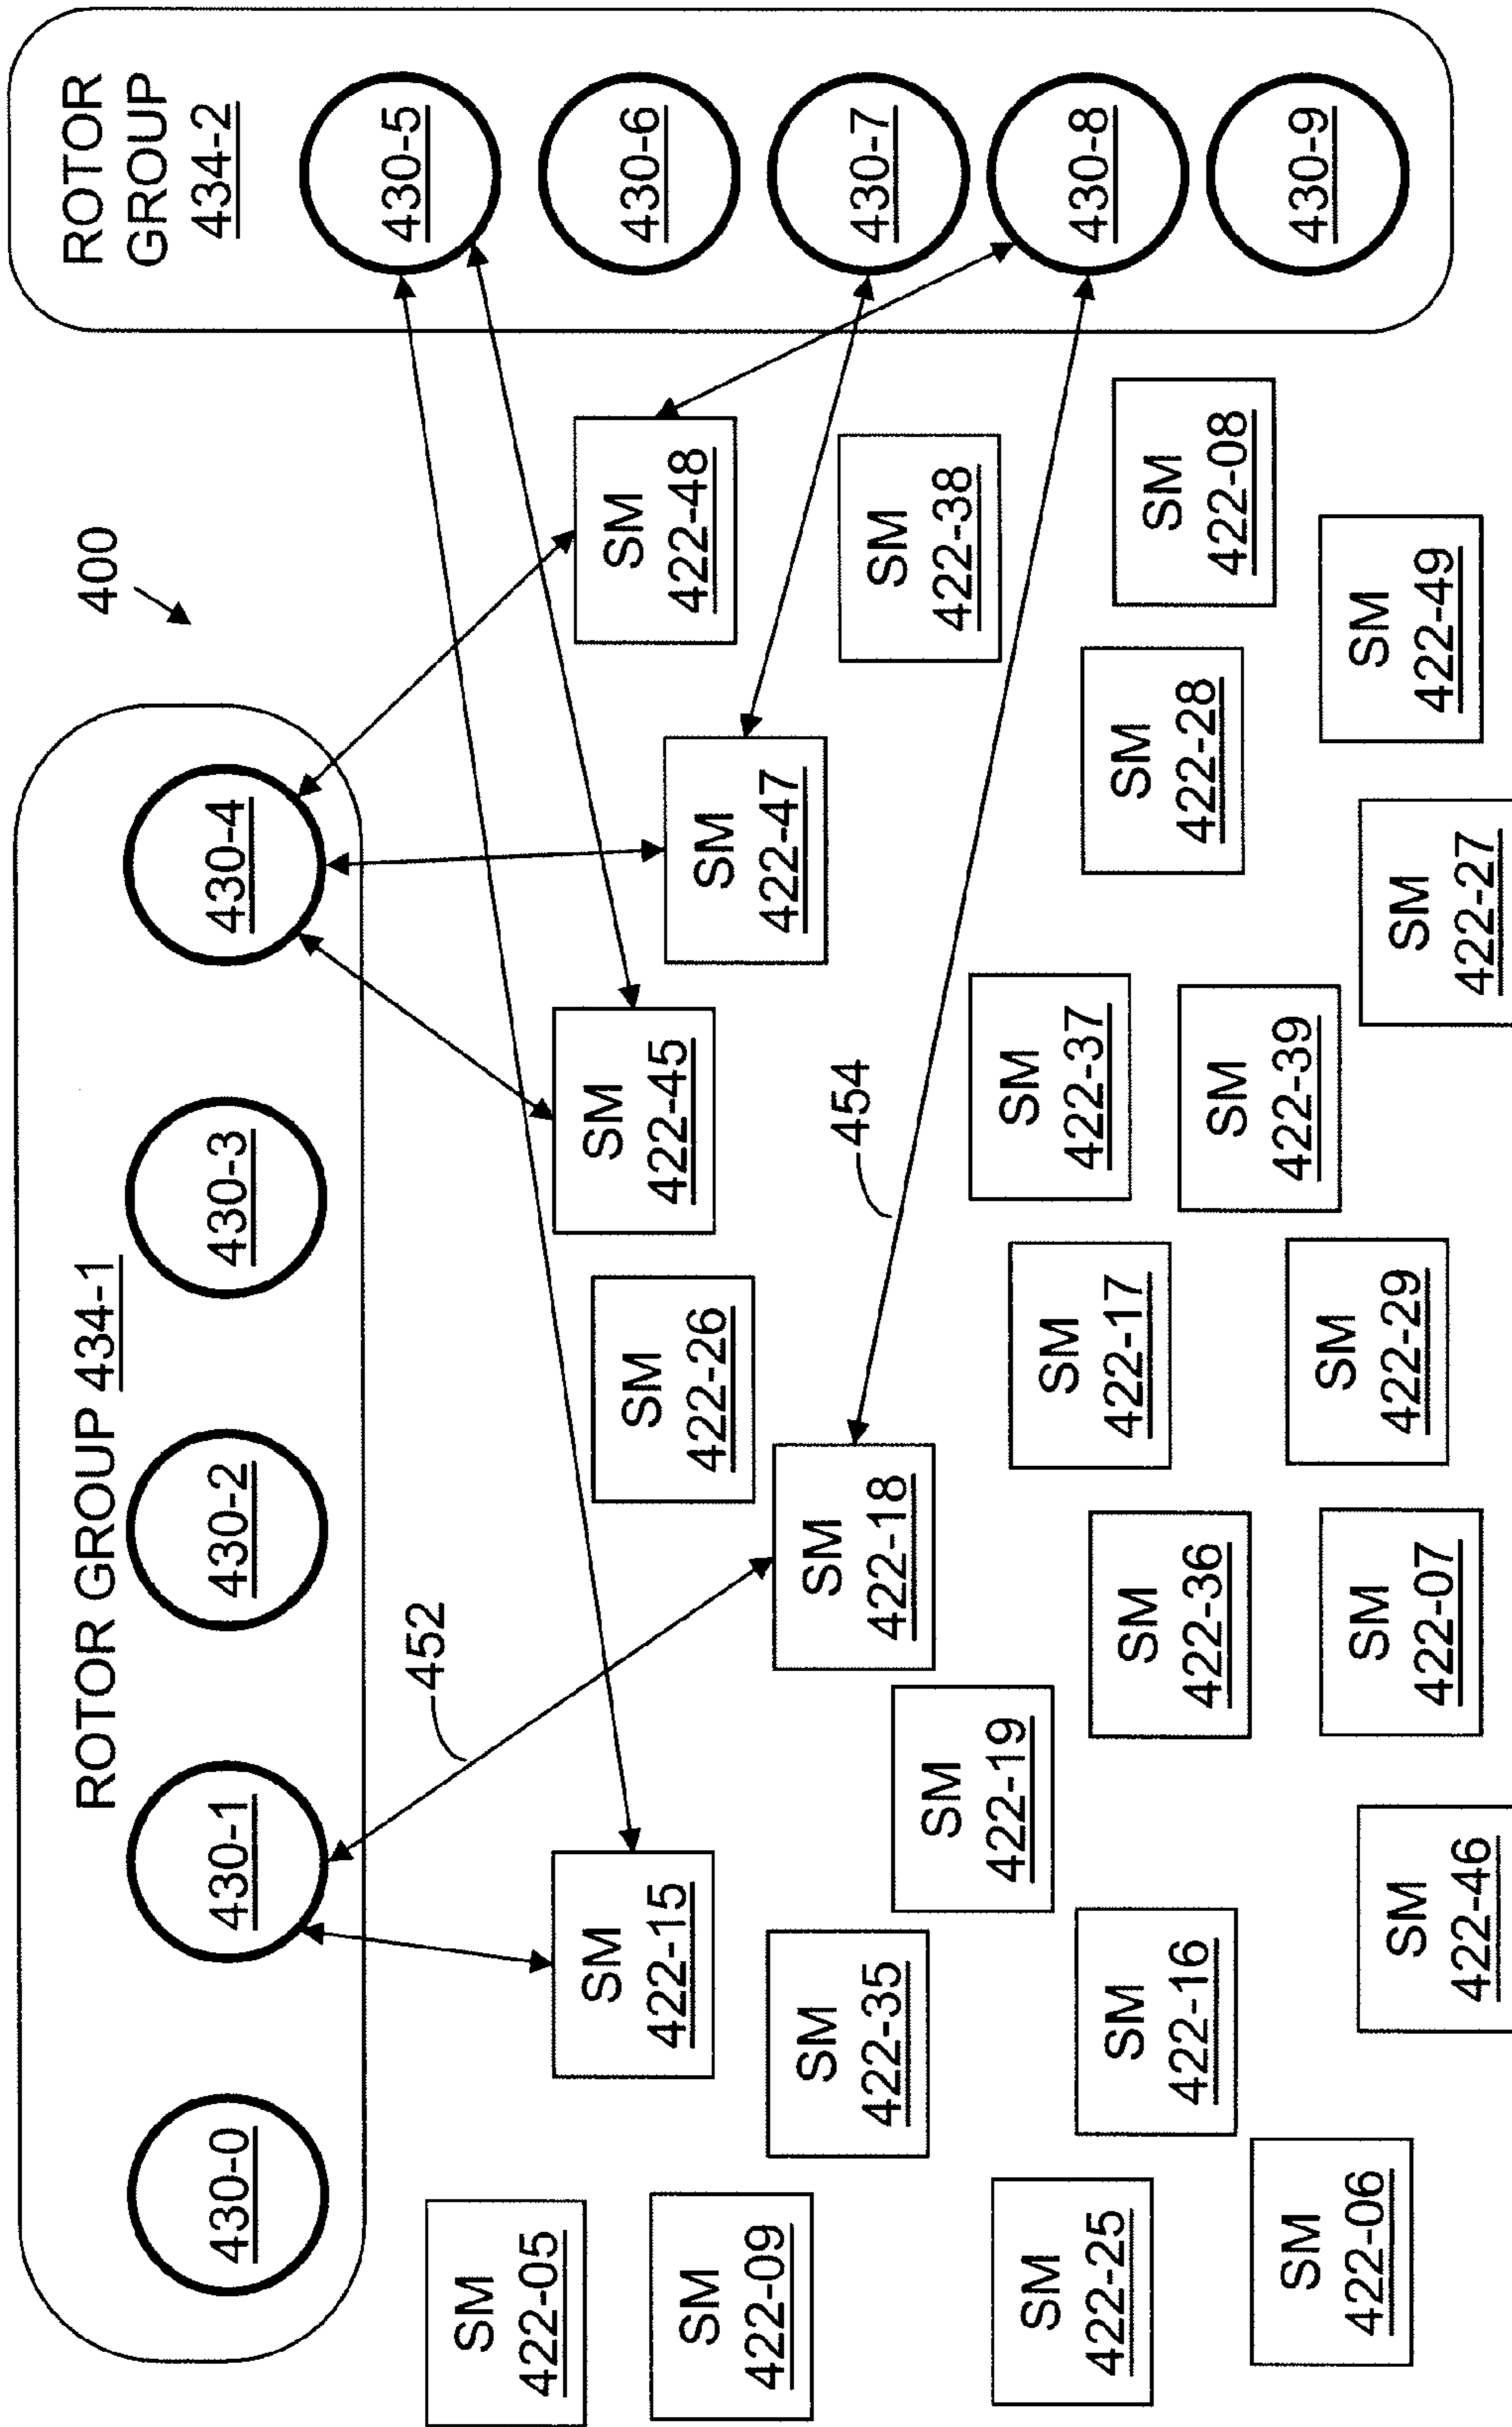 400
ROTOR GROUP 434-1
430-0
430-1
430-2
430-3
430-4
ROTOR
GROUP
434-2
430-5
430-6
430-7
430-8
430-9
452
454
SM
422-05
SM
422-15
SM
422-45
SM
422-48
SM
422-26
SM
422-09
SM
422-47
SM
422-35
SM
422-18
SM
422-38
SM
422-19
SM
422-25
SM
422-17
SM
422-37
SM
422-16
SM
422-36
SM
422-28
SM
422-08
SM
422-39
SM
422-06
SM
422-29
SM
422-07
SM
422-49
SM
422-46
SM
422-27